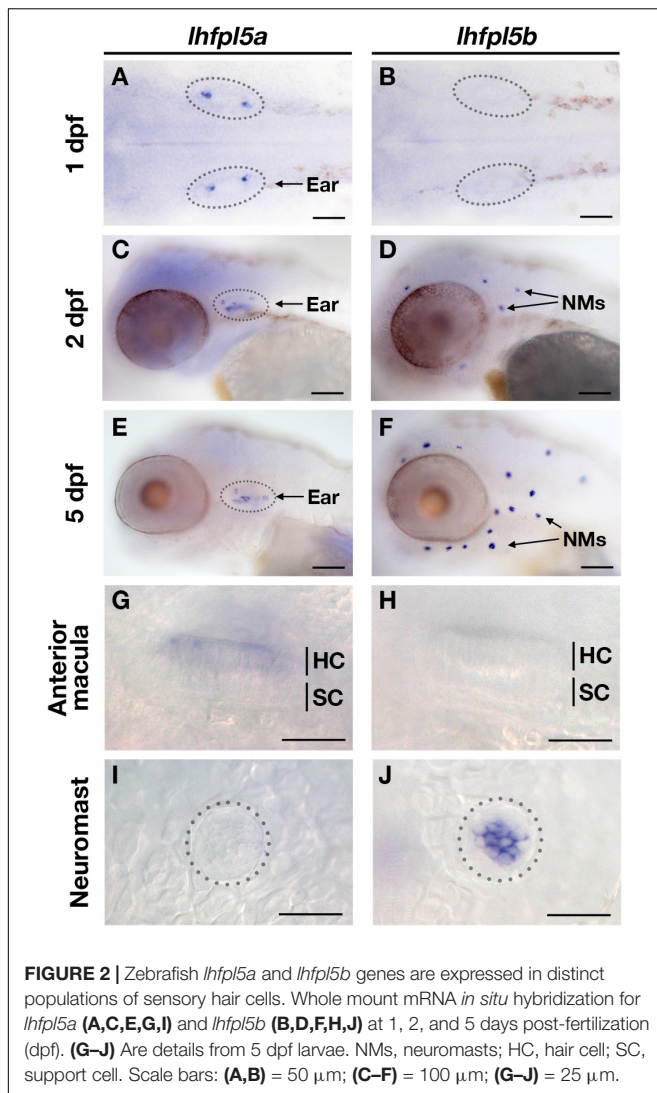 lhfpl5a lhfpl5b
1 dpf
A
Ear
B
2 dpf
C
Ear
D
NMs
5 dpf
E
Ear
F
NMs
Anterior macula
G
HC
SC
H
HC
SC
Neuromast
I
J
FIGURE 2 | Zebrafish lhfpl5a and lhfpl5b genes are expressed in distinct
populations of sensory hair cells. Whole mount mRNA in situ hybridization for
lhfpl5a (A,C,E,G,I) and lhfpl5b (B,D,F,H,J) at 1, 2, and 5 days post-fertilization
(dpf). (G–J) Are details from 5 dpf larvae. NMs, neuromasts; HC, hair cell; SC,
support cell. Scale bars: (A,B) = 50 μm; (C–F) = 100 μm; (G–J) = 25 μm.